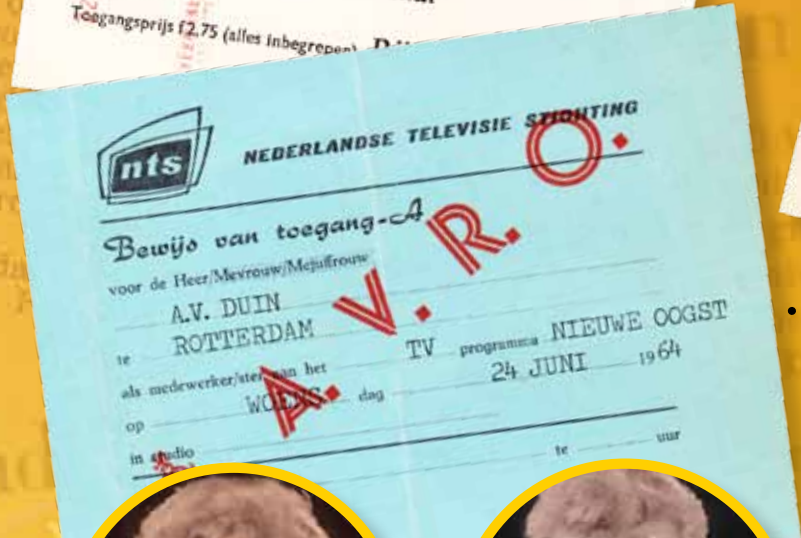 Toegangsprijs f2,75 (alles inbegrepen)
nts
NEDERLANDSE TELEVISIE STICHTING
A. V. R. O.
Bewijs van toegang-A
voor de Heer/Mevrouw/Mejuffrouw
A.V. DUIN
te ROTTERDAM
als medewerker/ster aan het TV programma NIEUWE OOGST
op WOENS dag 24 JUNI 1964
in studio
te uur